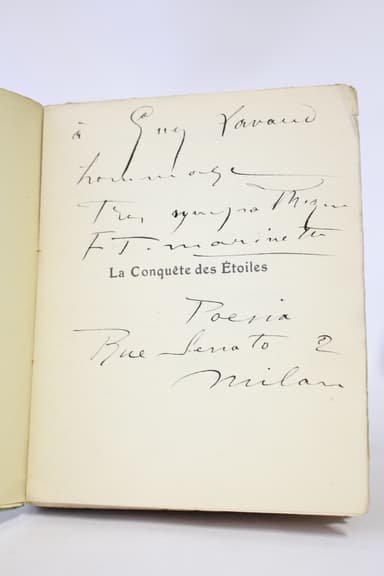 à Guy Lavaud
hommage
très sympathique
F. T. Marinetti
La Conquête des Étoiles
Poesia
Rue Senato 2
Milan